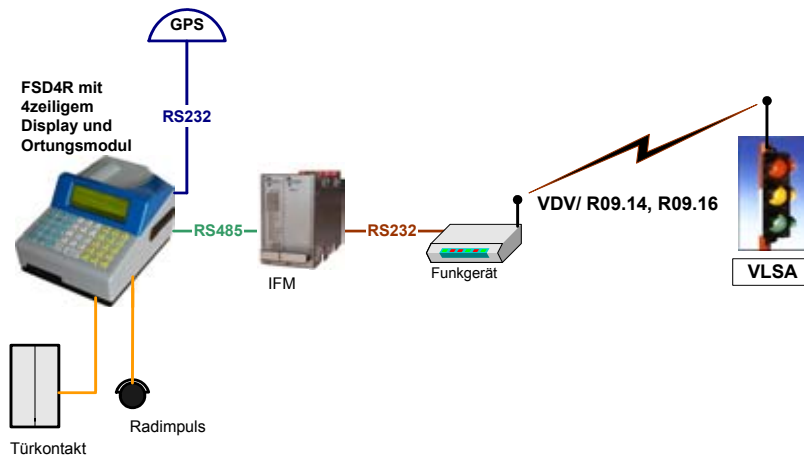 GPS
FSD4R mit
4zeiligem
Display und
Ortungsmodul
RS232
RS485
IFM
RS232
Funkgerät
VDV/ R09.14, R09.16
VLSA
Radimpuls
Türkontakt